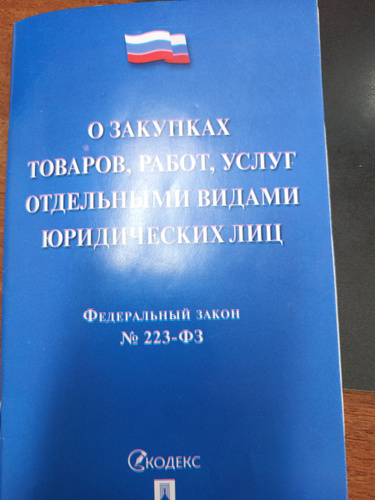 О ЗАКУПКАХ
ТОВАРОВ, РАБОТ, УСЛУГ
ОТДЕЛЬНЫМИ ВИДАМИ
ЮРИДИЧЕСКИХ ЛИЦ
ФЕДЕРАЛЬНЫЙ ЗАКОН
№ 223-ФЗ
КОДЕКС